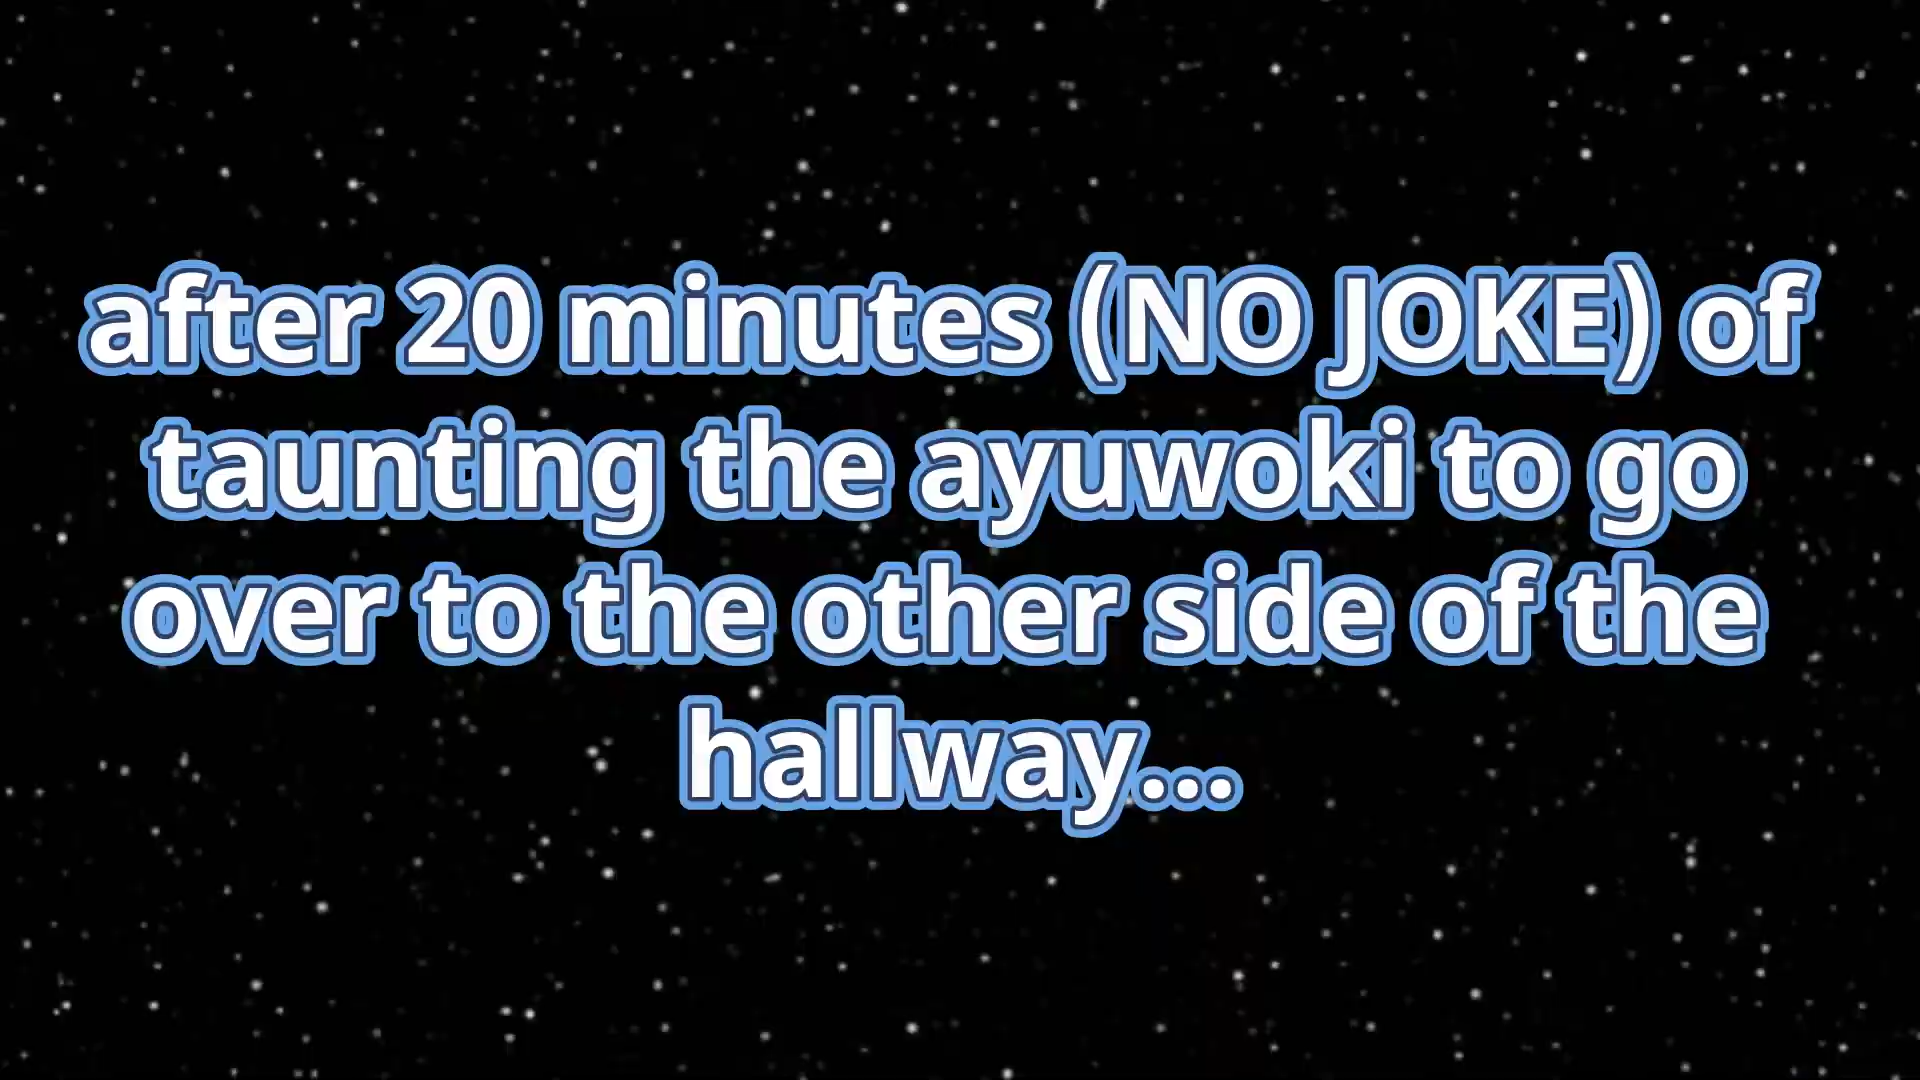 after 20 minutes (NO JOKE) of
taunting the ayuwoki to go
over to the other side of the
hallway...